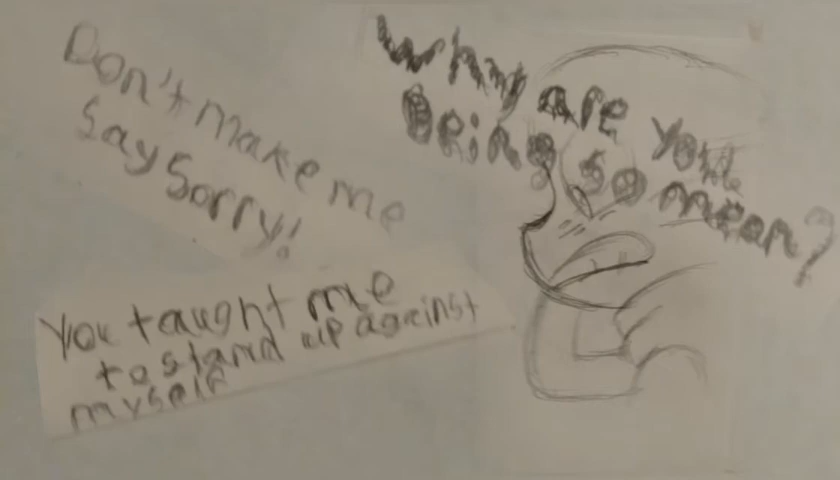 Don't make me
Say Sorry!
Why are you
being so mean?
You taught me
to stand up against
myself